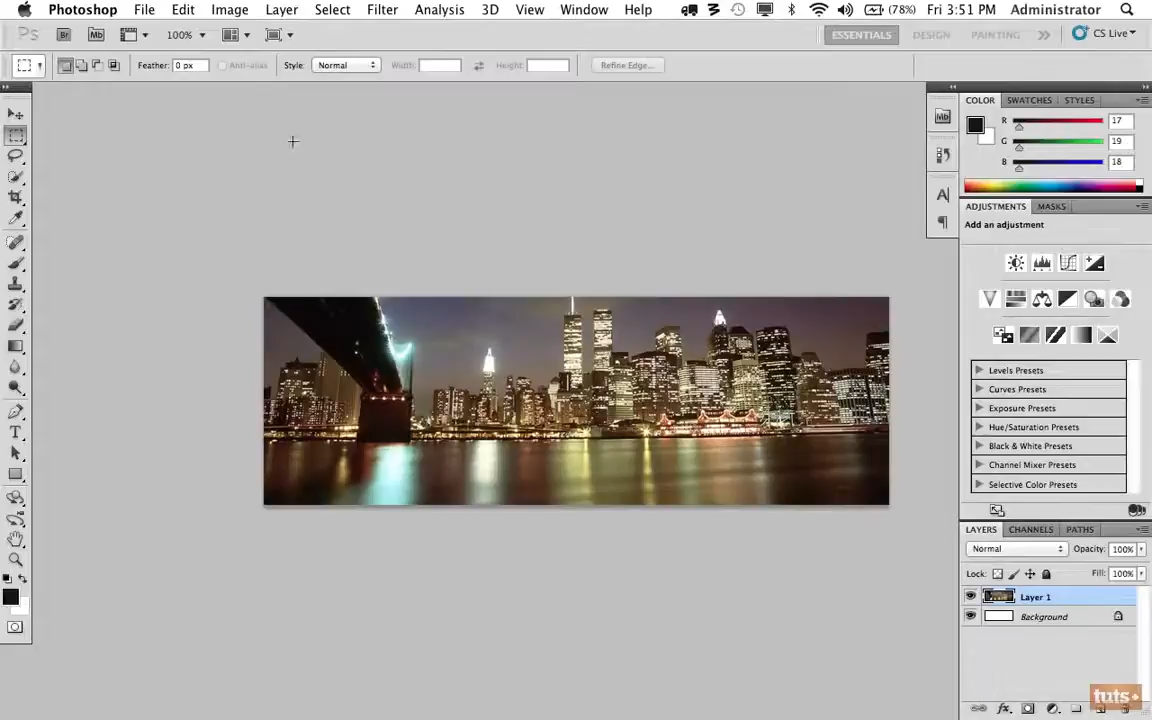 Photoshop File Edit Image Layer Select Filter Analysis 3D View Window Help (78%) Fri 3:51 PM Administrator
Ps Br Mb 100% ESSENTIALS DESIGN PAINTING CS Live
Feather: 0 px Anti-alias Style: Normal Width: Height: Refine Edge...
COLOR SWATCHES STYLES
Mb
R 17
G 19
B 18
ADJUSTMENTS MASKS
Add an adjustment
Levels Presets
Curves Presets
Exposure Presets
Hue/Saturation Presets
Black & White Presets
Channel Mixer Presets
Selective Color Presets
LAYERS CHANNELS PATHS
Normal Opacity: 100%
Lock: Fill: 100%
Layer 1
Background
tuts+